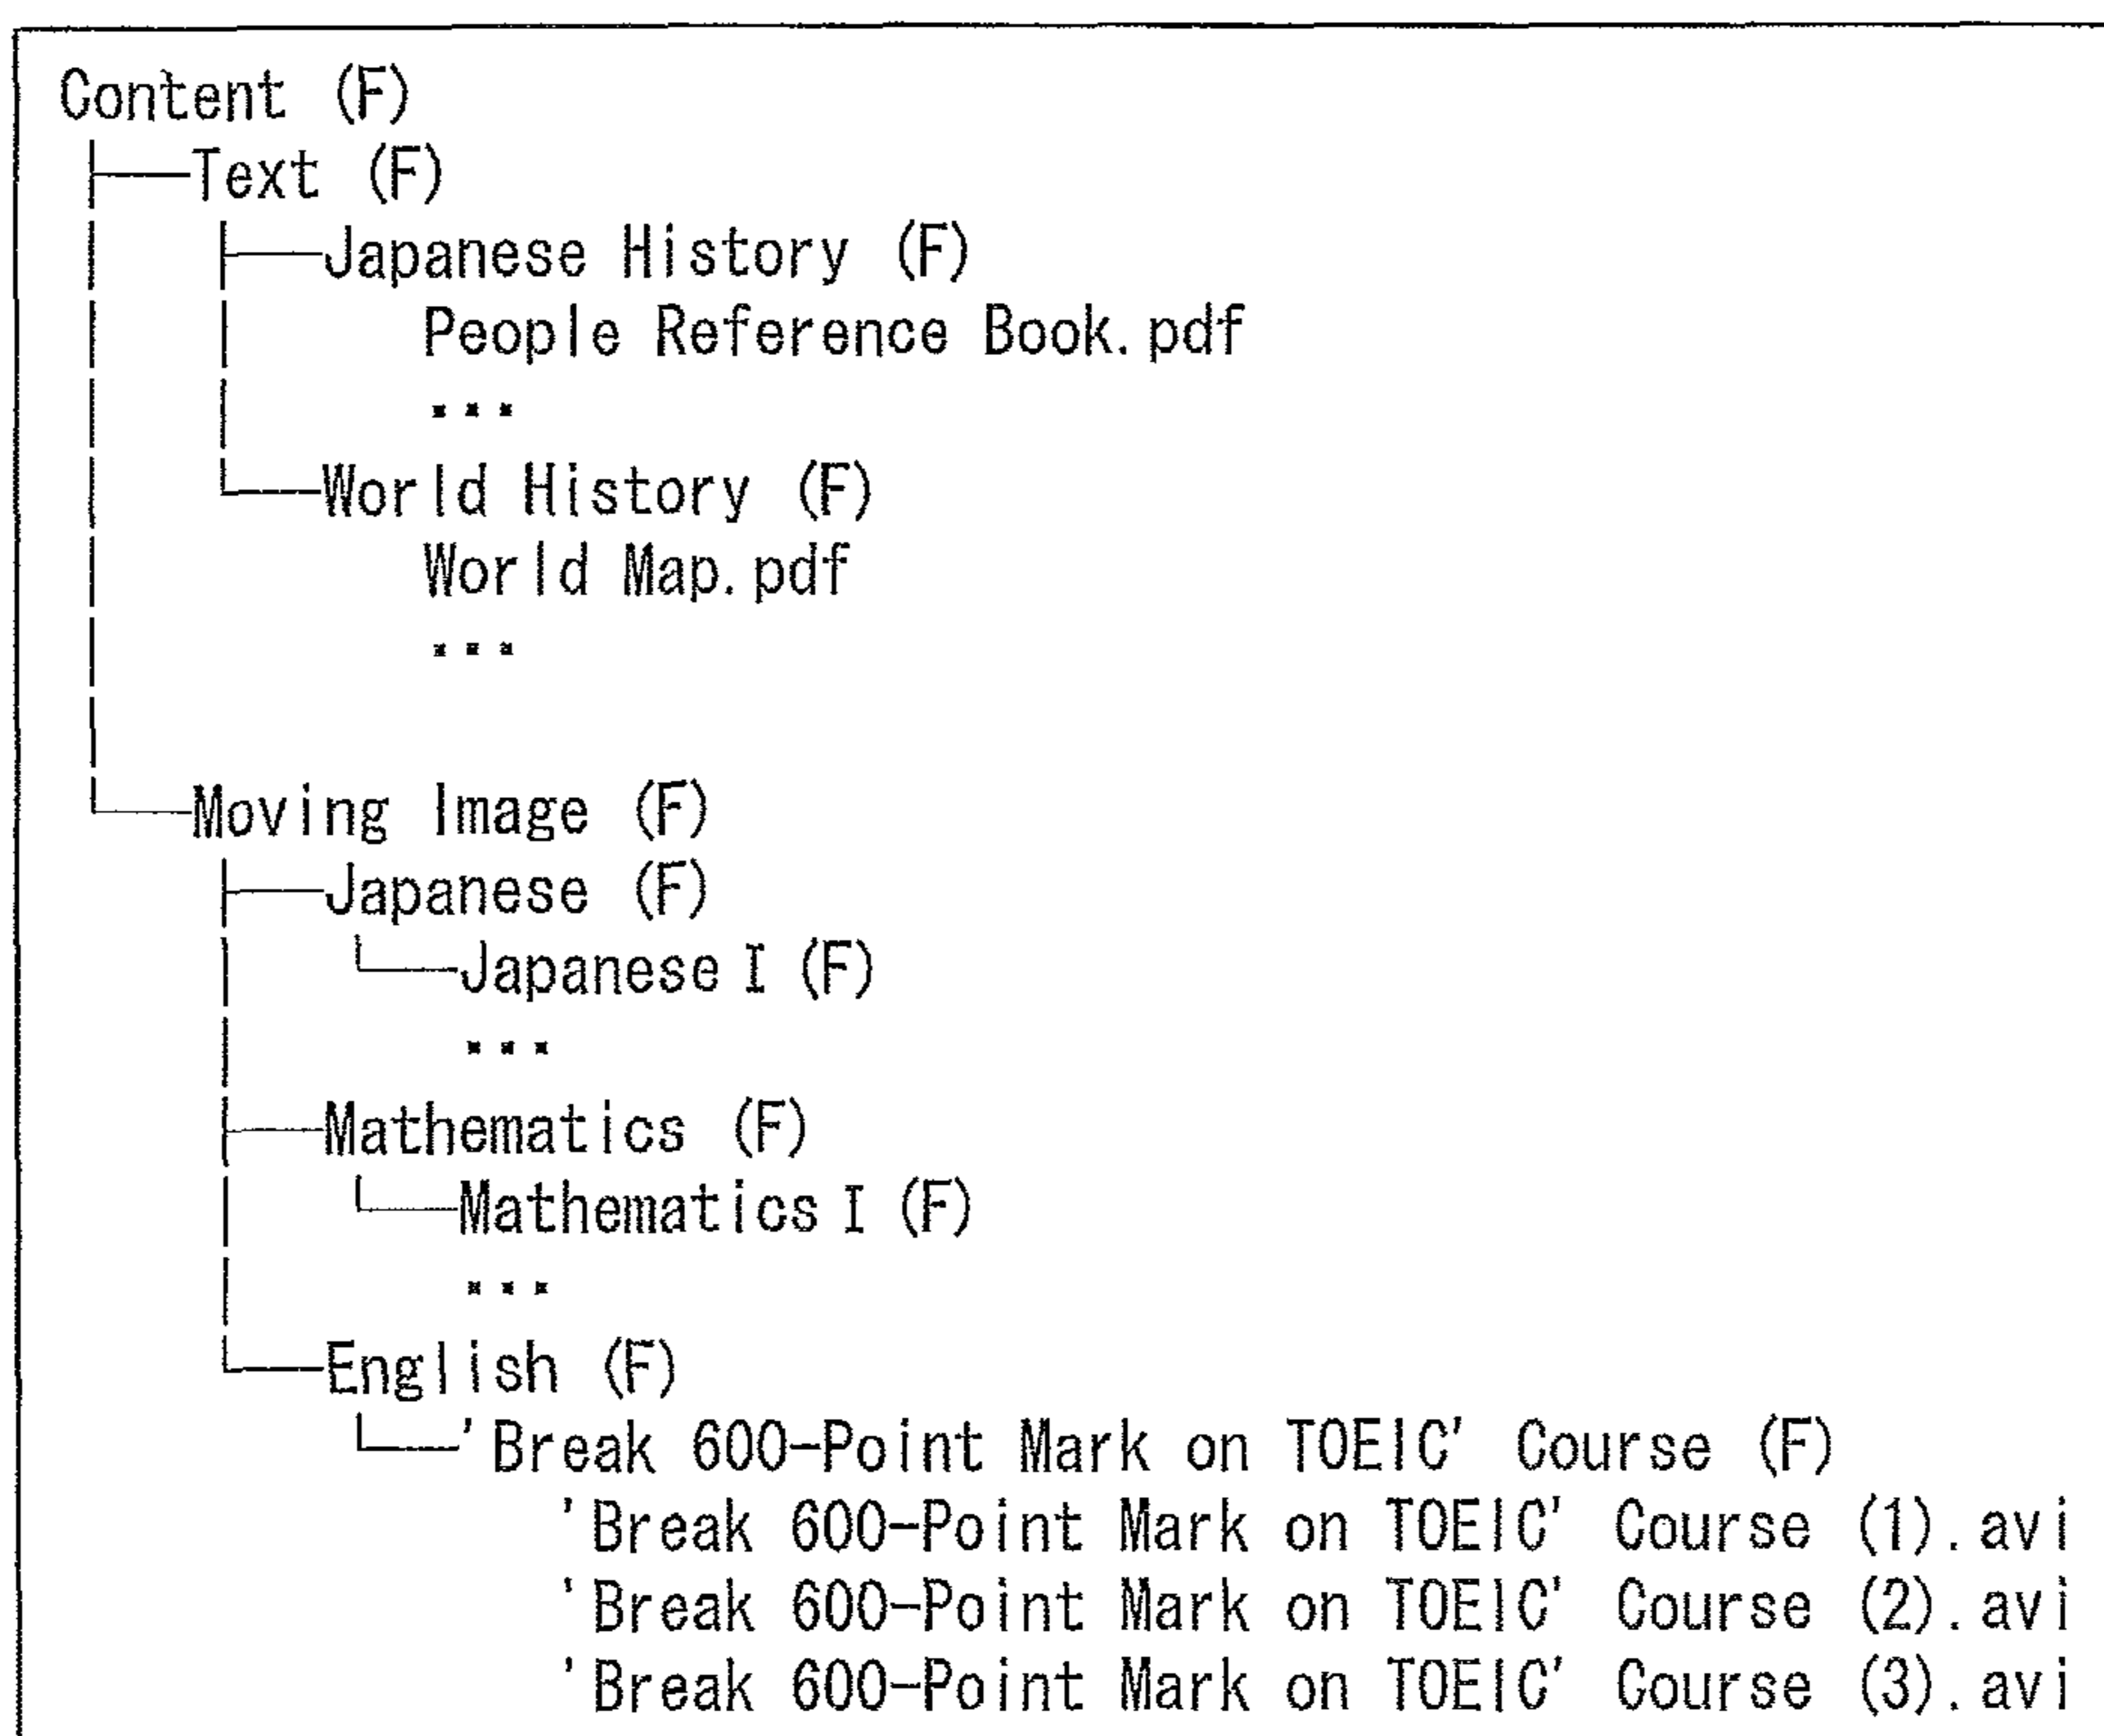 Content (F)
Text (F)
Japanese History (F)
People Reference Book.pdf
...
World History (F)
World Map.pdf
...
Moving Image (F)
Japanese (F)
Japanese I (F)
...
Mathematics (F)
Mathematics I (F)
...
English (F)
'Break 600-Point Mark on TOEIC' Course (F)
'Break 600-Point Mark on TOEIC' Course (1).avi
'Break 600-Point Mark on TOEIC' Course (2).avi
'Break 600-Point Mark on TOEIC' Course (3).avi